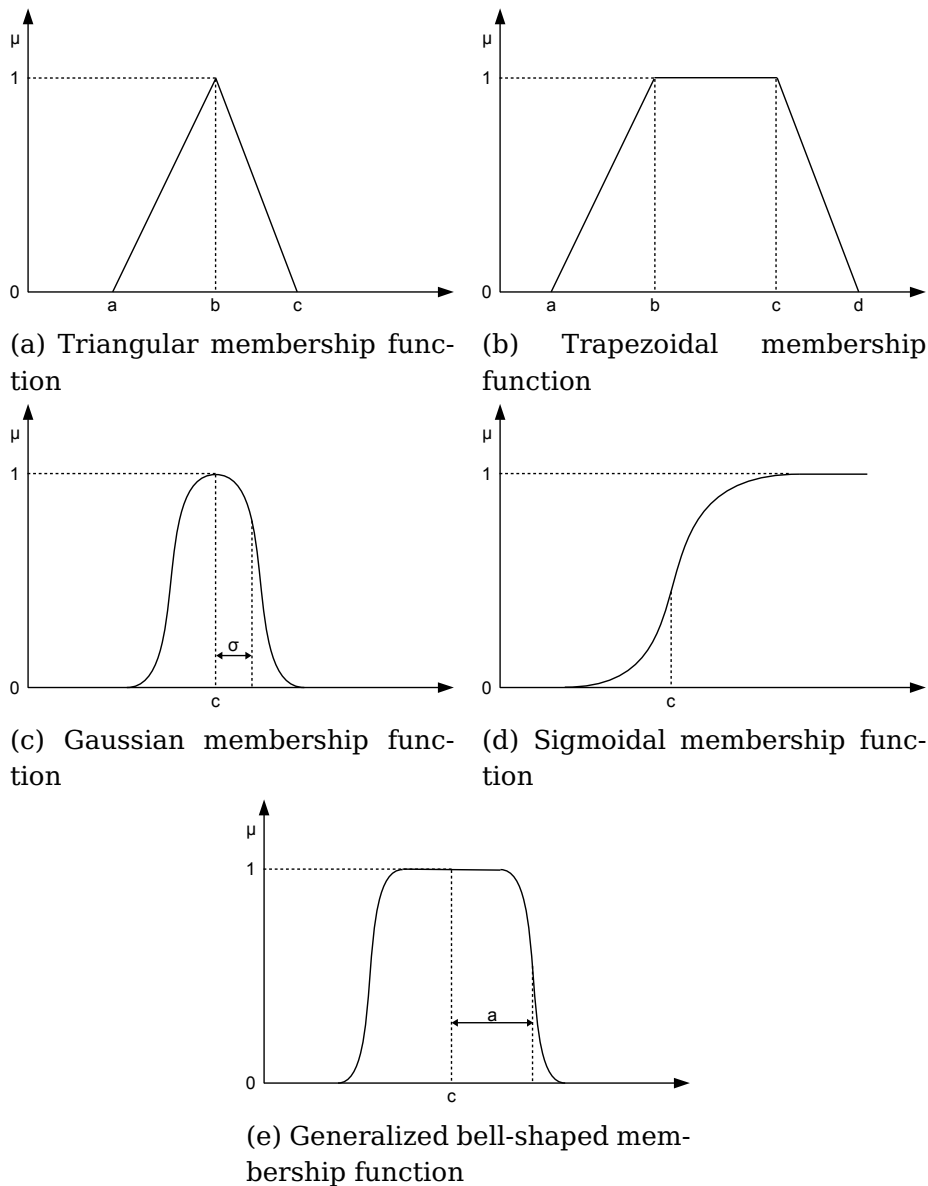 μ
1
0
a b c
(a) Triangular membership func-
tion
μ
1
0
a b c d
(b) Trapezoidal membership
function
μ
1
σ
0
c
(c) Gaussian membership func-
tion
μ
1
0
c
(d) Sigmoidal membership func-
tion
μ
1
a
0
c
(e) Generalized bell-shaped mem-
bership function